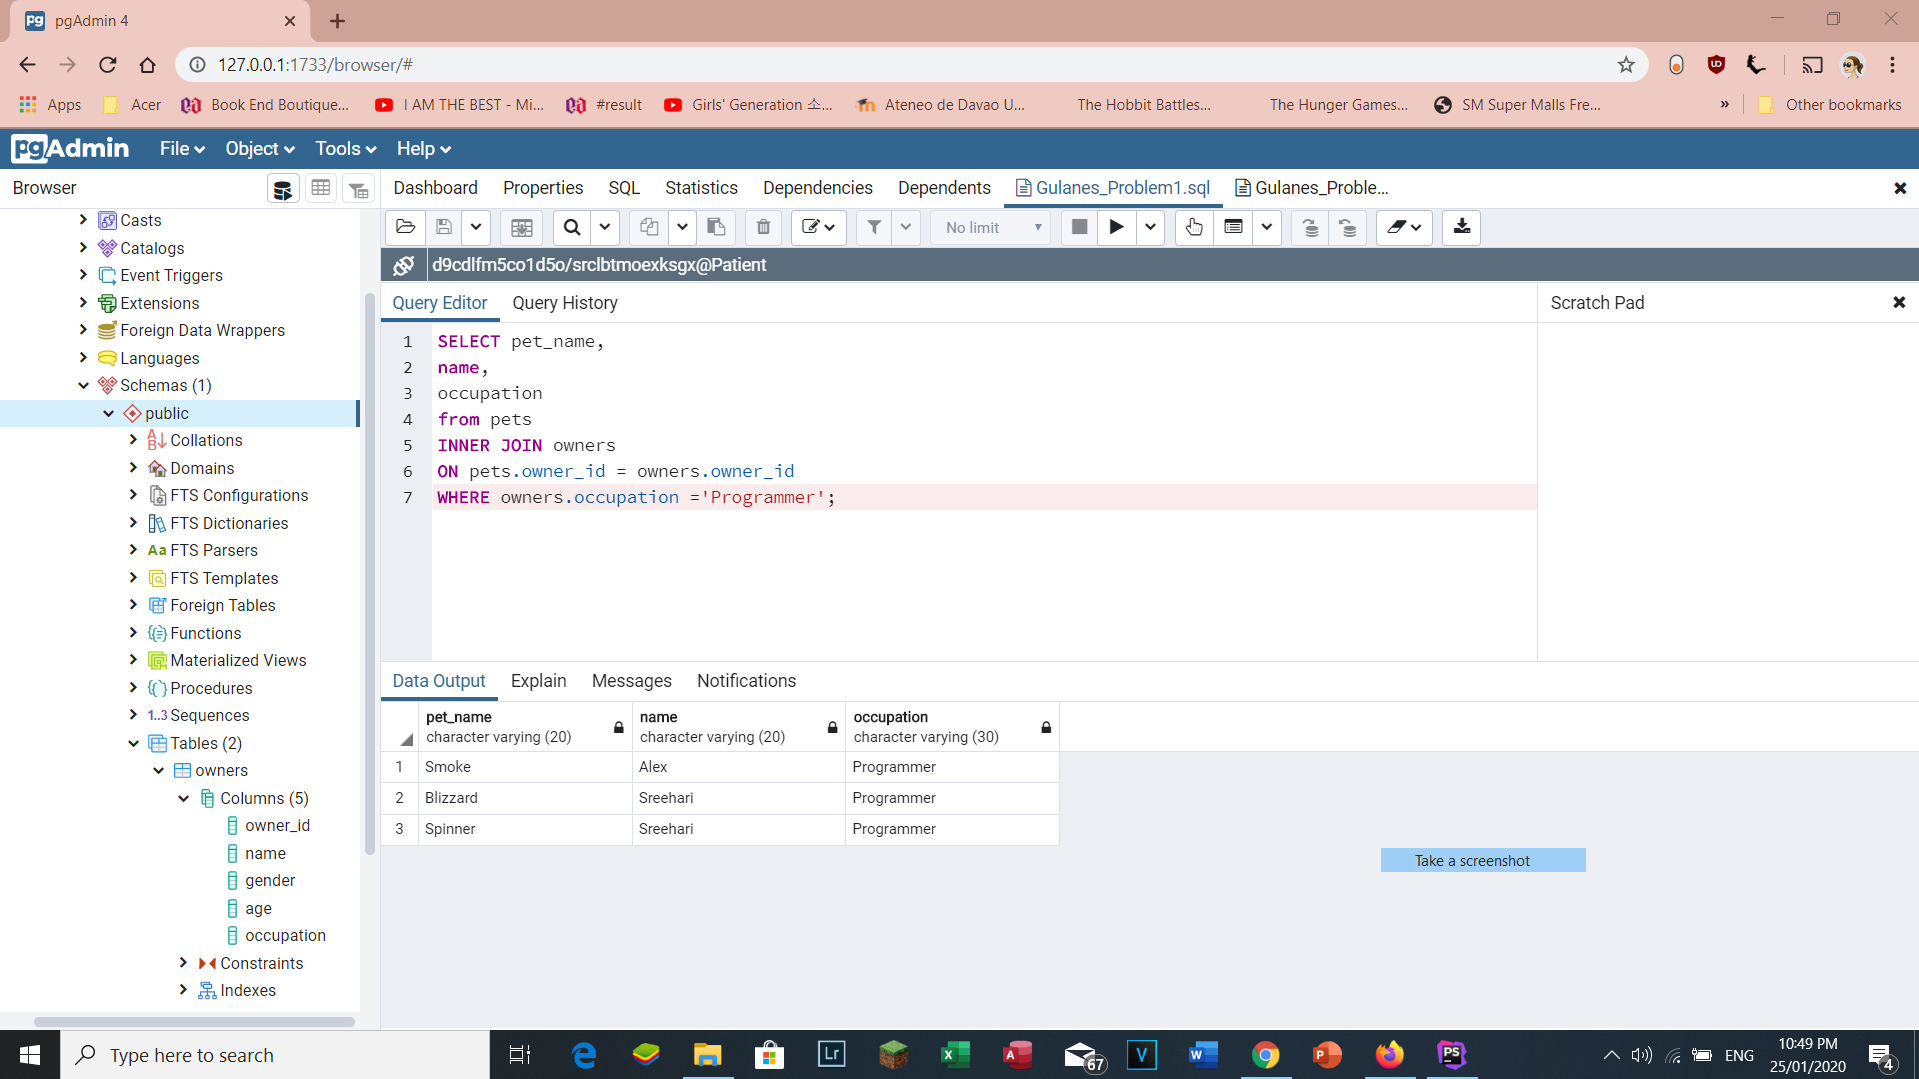 pgAdmin 4
127.0.0.1:1733/browser/#
Apps
Acer
Book End Boutique...
I AM THE BEST - Mi...
#result
Girls' Generation 소...
Ateneo de Davao U...
The Hobbit Battles...
The Hunger Games...
SM Super Malls Fre...
»
Other bookmarks
pgAdmin
File
Object
Tools
Help
Browser
Dashboard
Properties
SQL
Statistics
Dependencies
Dependents
Gulanes_Problem1.sql
Gulanes_Proble...
No limit
d9cdlfm5co1d5o/srclbtmoexksgx@Patient
Casts
Catalogs
Event Triggers
Extensions
Foreign Data Wrappers
Languages
Schemas (1)
public
Collations
Domains
FTS Configurations
FTS Dictionaries
Aa FTS Parsers
FTS Templates
Foreign Tables
Functions
Materialized Views
Procedures
1..3 Sequences
Tables (2)
owners
Columns (5)
owner_id
name
gender
age
occupation
Constraints
Indexes
Query Editor
Query History
Scratch Pad
1 SELECT pet_name,
2 name,
3 occupation
4 from pets
5 INNER JOIN owners
6 ON pets.owner_id = owners.owner_id
7 WHERE owners.occupation ='Programmer';
Data Output
Explain
Messages
Notifications
pet_name
character varying (20)
name
character varying (20)
occupation
character varying (30)
1 Smoke Alex Programmer
2 Blizzard Sreehari Programmer
3 Spinner Sreehari Programmer
Take a screenshot
Type here to search
Lr
67
V
ENG
10:49 PM
25/01/2020
4